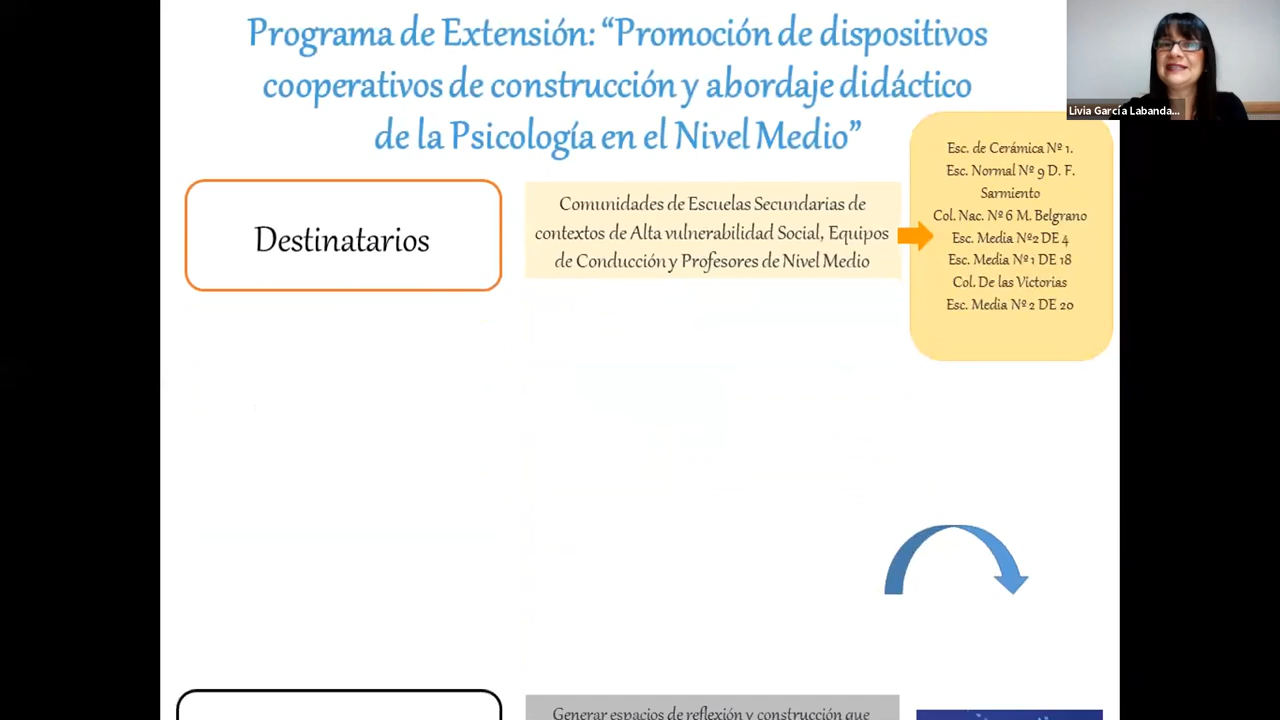 Programa de Extensión: “Promoción de dispositivos
cooperativos de construcción y abordaje didáctico
de la Psicología en el Nivel Medio”
Livia García Labanda...
Destinatarios
Comunidades de Escuelas Secundarias de
contextos de Alta vulnerabilidad Social, Equipos
de Conducción y Profesores de Nivel Medio
Esc. de Cerámica Nº 1.
Esc. Normal Nº 9 D. F.
Sarmiento
Col. Nac. Nº 6 M. Belgrano
Esc. Media Nº2 DE 4
Esc. Media Nº 1 DE 18
Col. De las Victorias
Esc. Media Nº 2 DE 20
Generar espacios de reflexión y construcción que